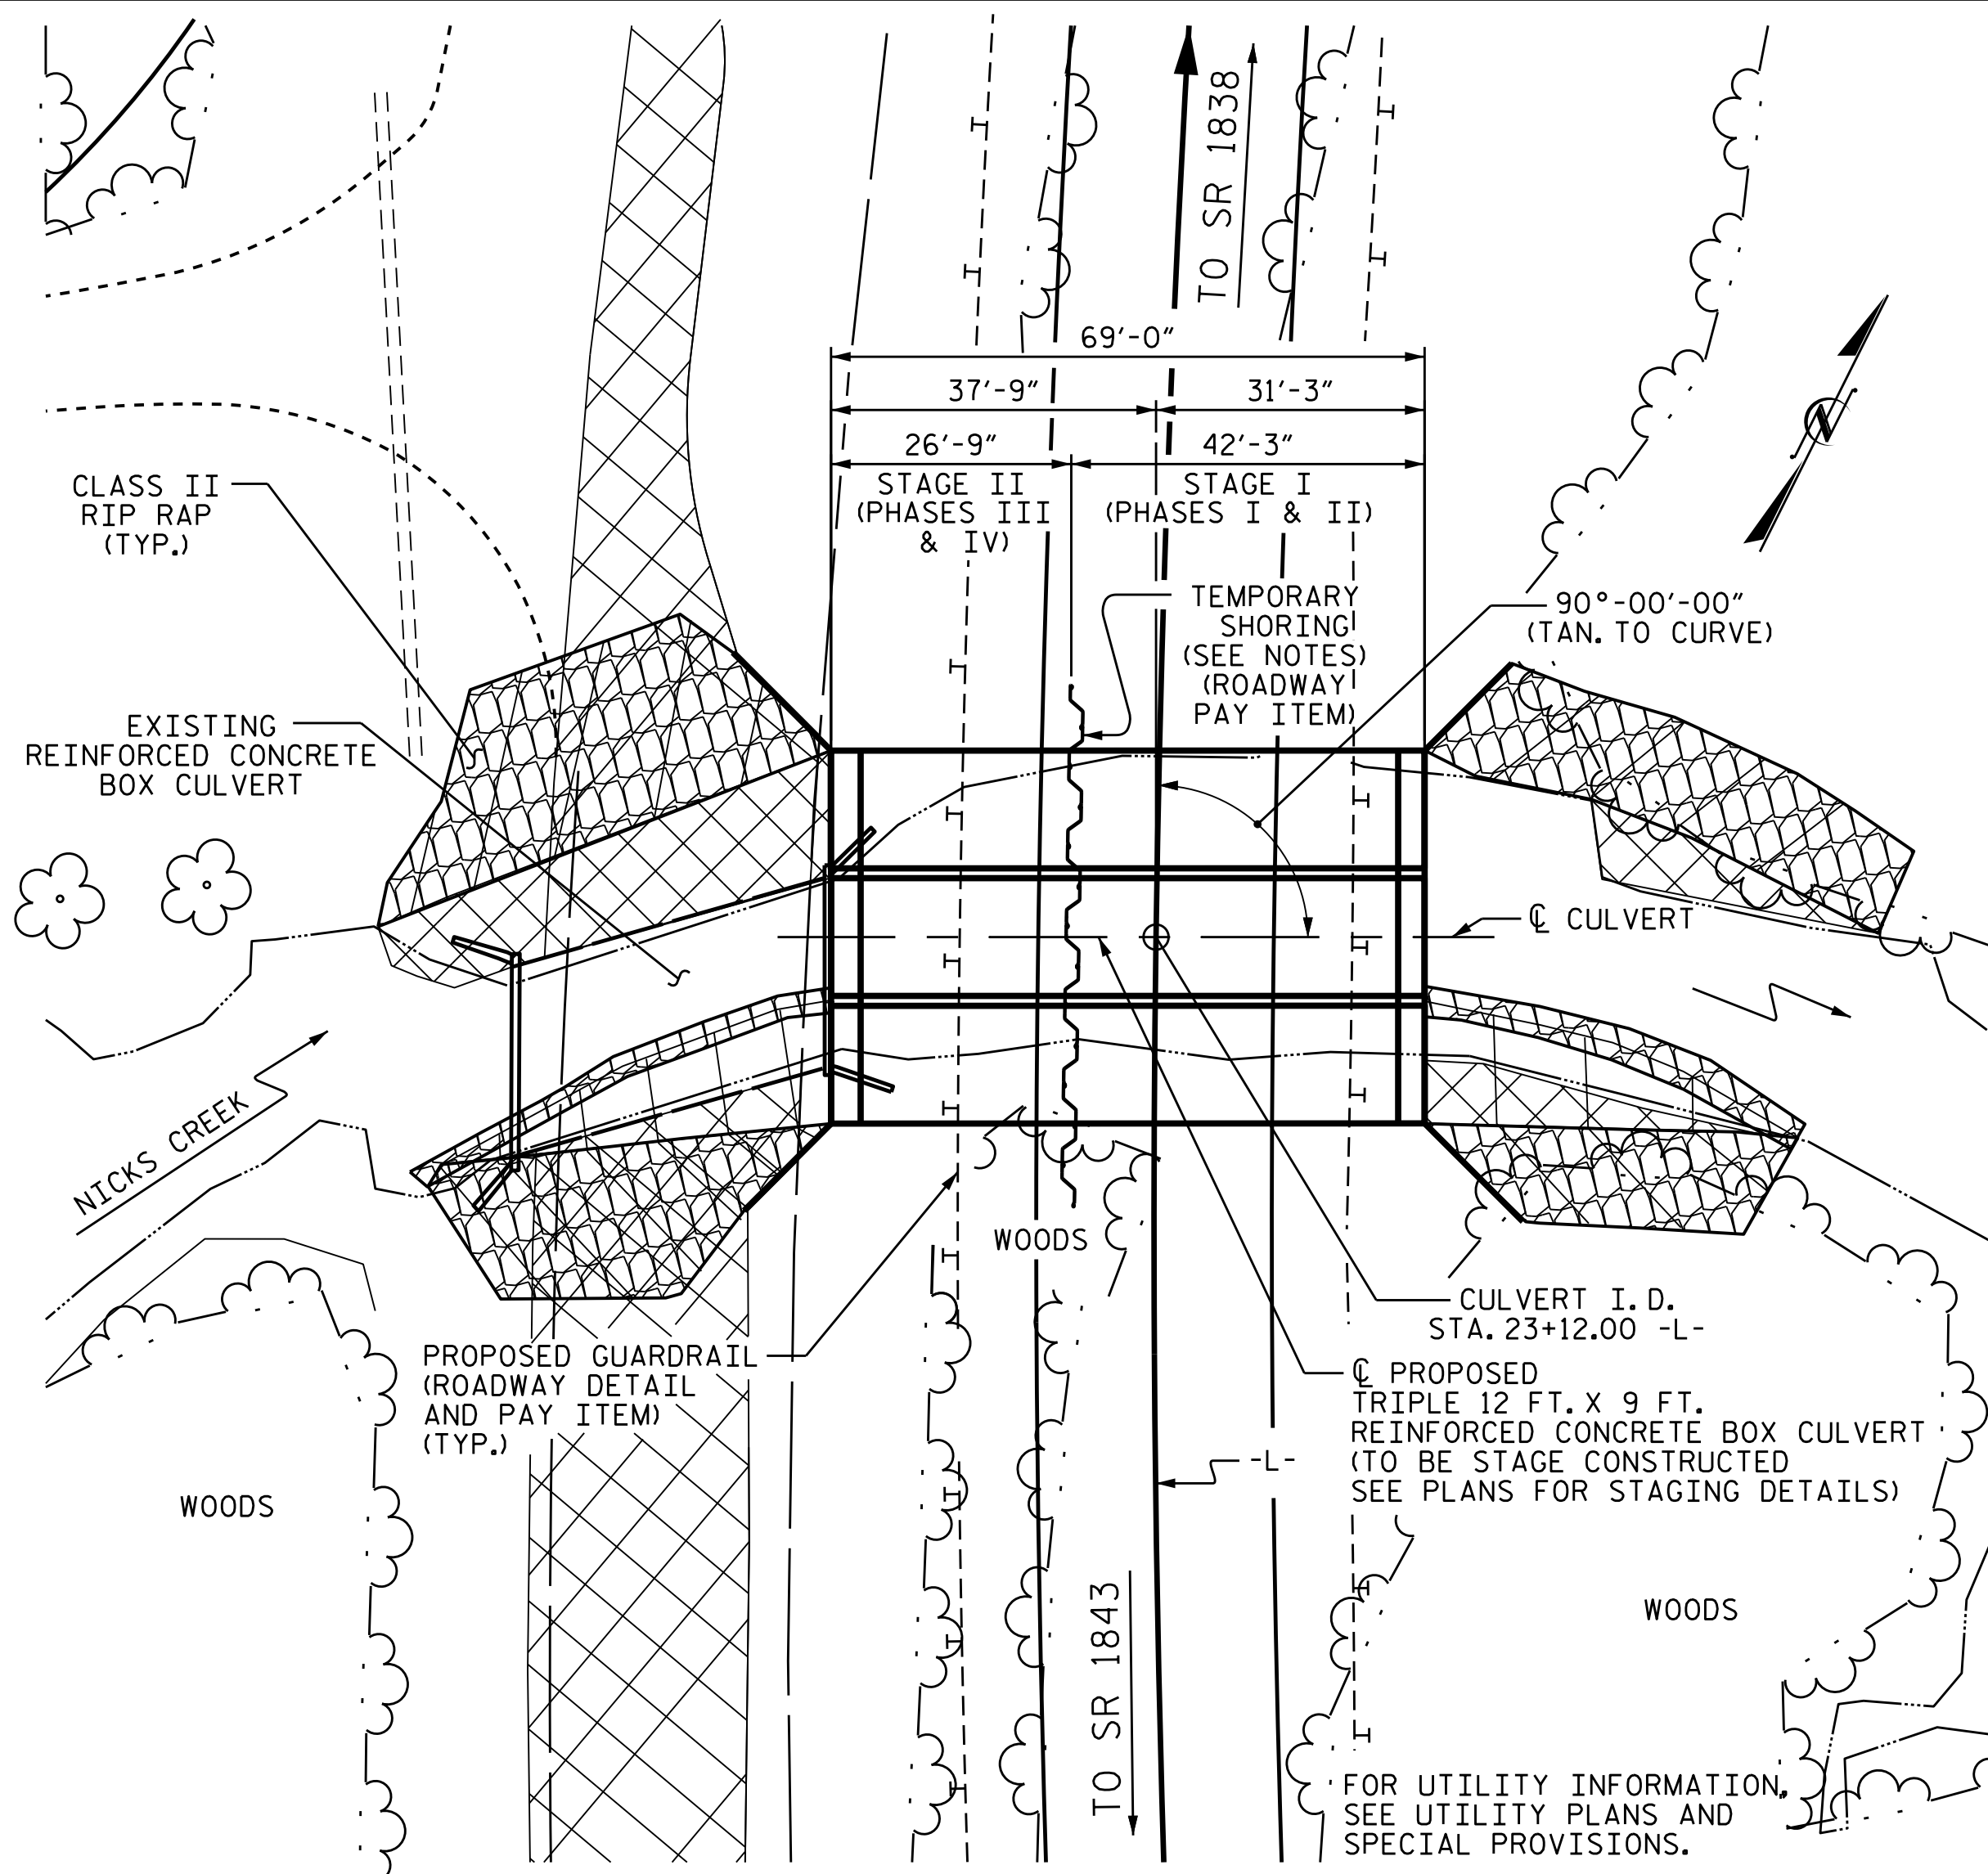 TO SR 1838
69'-0"
37'-9"
31'-3"
26'-9"
42'-3"
STAGE II
(PHASES III
& IV)
STAGE I
(PHASES I & II)
CLASS II
RIP RAP
(TYP.)
N
TEMPORARY
SHORING
(SEE NOTES)
(ROADWAY
PAY ITEM)
90°-00'-00"
(TAN. TO CURVE)
EXISTING
REINFORCED CONCRETE
BOX CULVERT
℄ CULVERT
NICKS CREEK
WOODS
CULVERT I.D.
STA. 23+12.00 -L-
PROPOSED GUARDRAIL
(ROADWAY DETAIL
AND PAY ITEM)
(TYP.)
℄ PROPOSED
TRIPLE 12 FT. X 9 FT.
REINFORCED CONCRETE BOX CULVERT
(TO BE STAGE CONSTRUCTED
SEE PLANS FOR STAGING DETAILS)
-L-
WOODS
WOODS
TO SR 1843
FOR UTILITY INFORMATION,
SEE UTILITY PLANS AND
SPECIAL PROVISIONS.